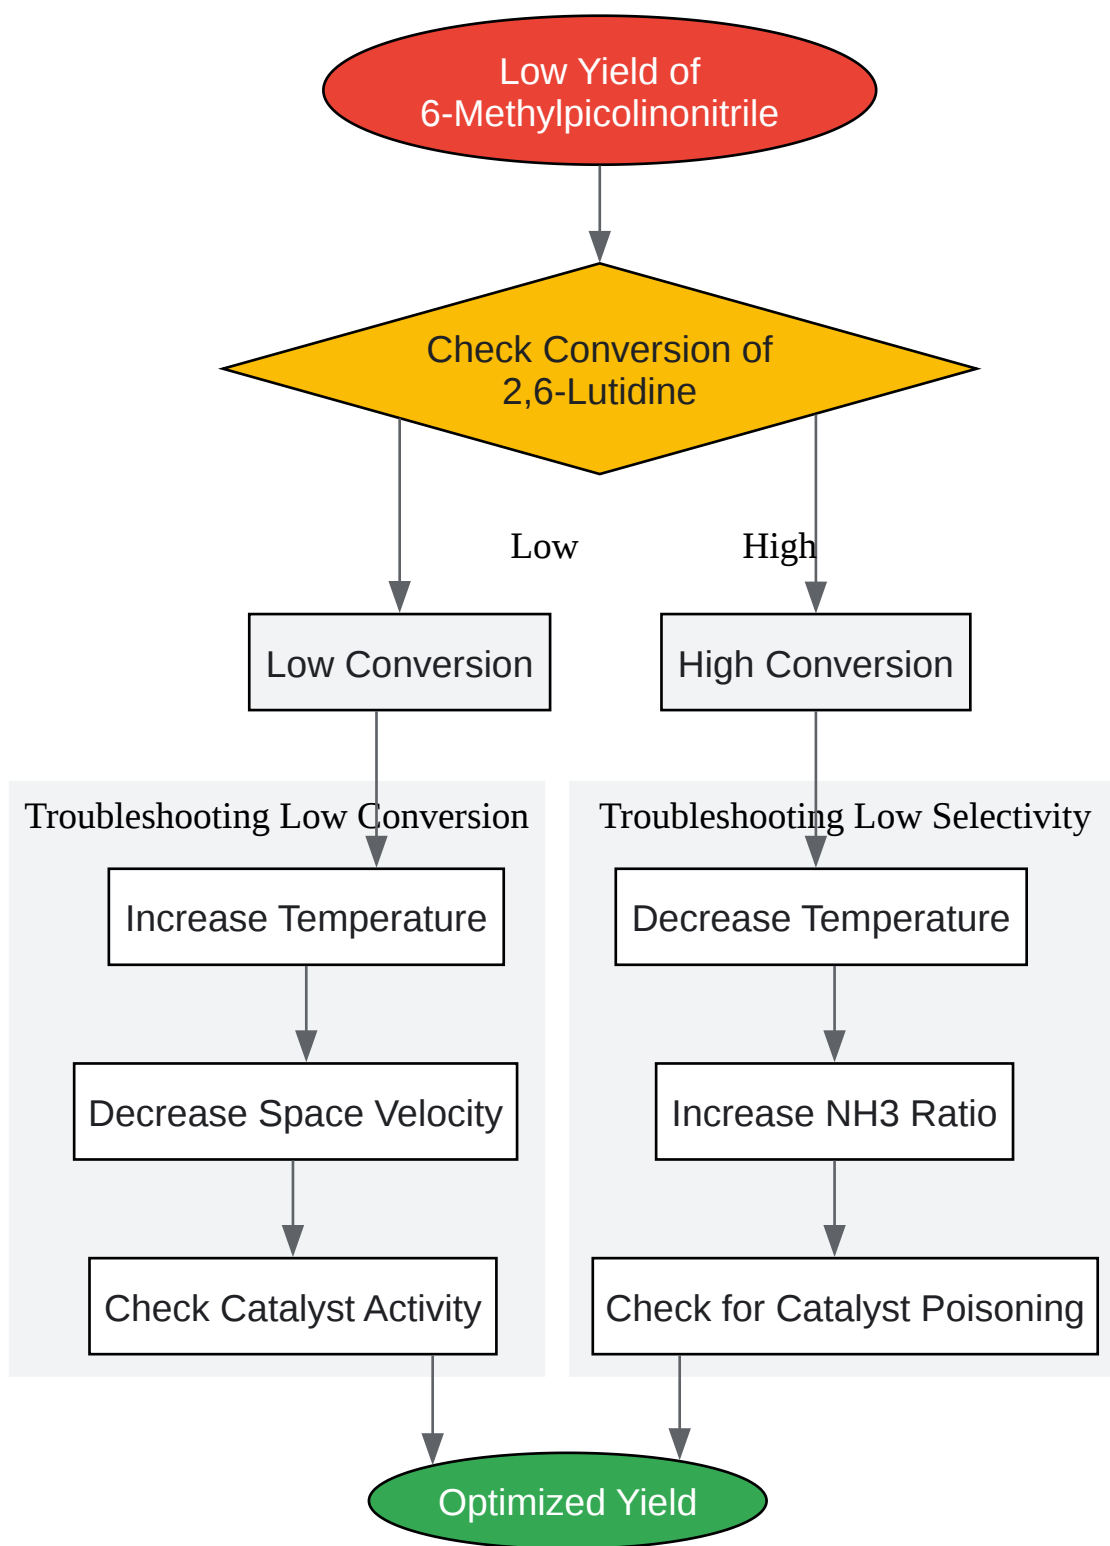 Low Yield of
6-Methylpicolinonitrile
Check Conversion of
2,6-Lutidine
Low
High
Low Conversion
High Conversion
Troubleshooting Low Conversion
Troubleshooting Low Selectivity
Increase Temperature
Decrease Temperature
Decrease Space Velocity
Increase NH3 Ratio
Check Catalyst Activity
Check for Catalyst Poisoning
Optimized Yield